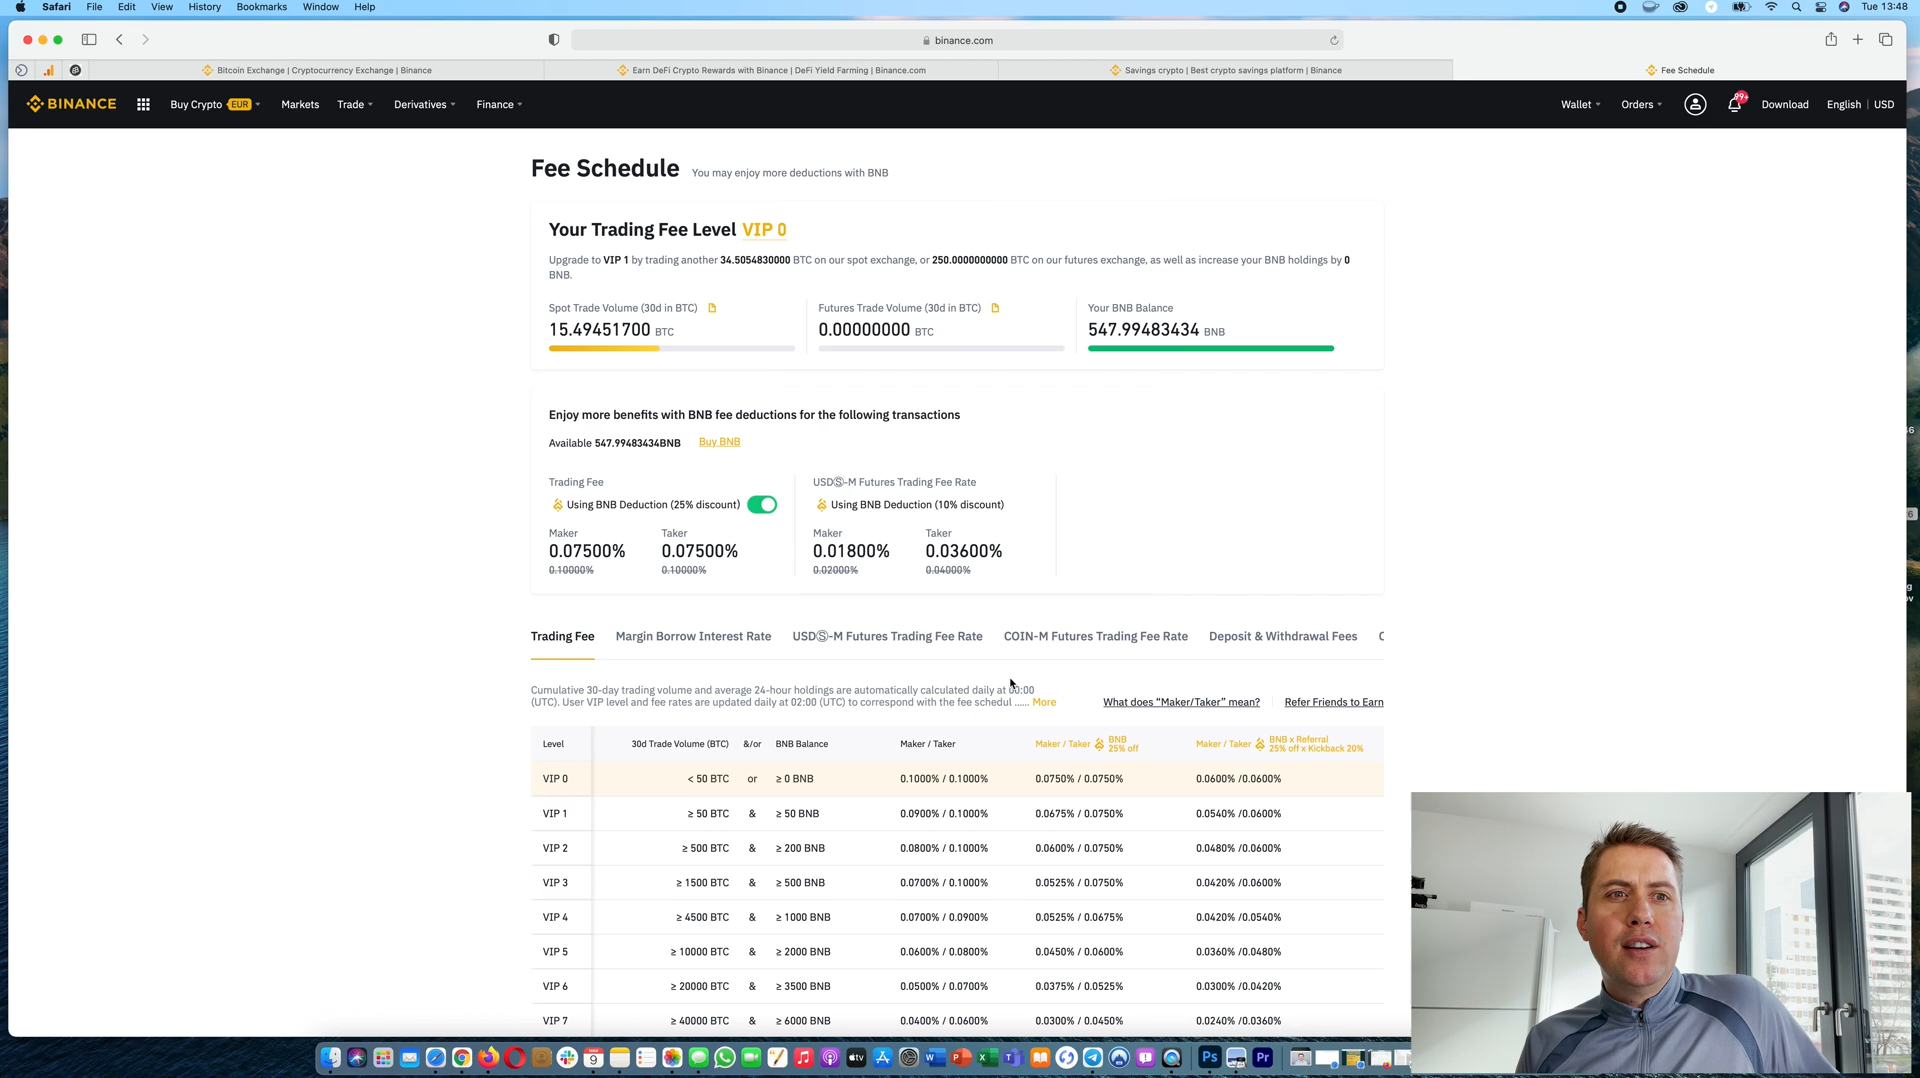 Safari File Edit View History Bookmarks Window Help
Tue 13:48
binance.com
Bitcoin Exchange | Cryptocurrency Exchange | Binance
Earn DeFi Crypto Rewards with Binance | DeFi Yield Farming | Binance.com
Savings crypto | Best crypto savings platform | Binance
Fee Schedule
BINANCE Buy Crypto EUR Markets Trade Derivatives Finance
Wallet Orders 99+ Download English | USD
Fee Schedule You may enjoy more deductions with BNB
Your Trading Fee Level VIP 0
Upgrade to VIP 1 by trading another 34.5054830000 BTC on our spot exchange, or 250.0000000000 BTC on our futures exchange, as well as increase your BNB holdings by 0
BNB.
Spot Trade Volume (30d in BTC) Futures Trade Volume (30d in BTC) Your BNB Balance
15.49451700 BTC 0.00000000 BTC 547.99483434 BNB
Enjoy more benefits with BNB fee deductions for the following transactions
Available 547.99483434BNB Buy BNB
Trading Fee USDⓈ-M Futures Trading Fee Rate
Using BNB Deduction (25% discount) Using BNB Deduction (10% discount)
Maker Taker Maker Taker
0.07500% 0.07500% 0.01800% 0.03600%
0.10000% 0.10000% 0.02000% 0.04000%
Trading Fee Margin Borrow Interest Rate USDⓈ-M Futures Trading Fee Rate COIN-M Futures Trading Fee Rate Deposit & Withdrawal Fees
Cumulative 30-day trading volume and average 24-hour holdings are automatically calculated daily at 00:00
(UTC). User VIP level and fee rates are updated daily at 02:00 (UTC) to correspond with the fee schedul ...... More
What does “Maker/Taker” mean? Refer Friends to Earn
Level 30d Trade Volume (BTC) &/or BNB Balance Maker / Taker Maker / Taker BNB 25% off Maker / Taker BNB x Referral 25% off x Kickback 20%
VIP 0 < 50 BTC or ≥ 0 BNB 0.1000% / 0.1000% 0.0750% / 0.0750% 0.0600% /0.0600%
VIP 1 ≥ 50 BTC & ≥ 50 BNB 0.0900% / 0.1000% 0.0675% / 0.0750% 0.0540% /0.0600%
VIP 2 ≥ 500 BTC & ≥ 200 BNB 0.0800% / 0.1000% 0.0600% / 0.0750% 0.0480% /0.0600%
VIP 3 ≥ 1500 BTC & ≥ 500 BNB 0.0700% / 0.1000% 0.0525% / 0.0750% 0.0420% /0.0600%
VIP 4 ≥ 4500 BTC & ≥ 1000 BNB 0.0700% / 0.0900% 0.0525% / 0.0675% 0.0420% /0.0540%
VIP 5 ≥ 10000 BTC & ≥ 2000 BNB 0.0600% / 0.0800% 0.0450% / 0.0600% 0.0360% /0.0480%
VIP 6 ≥ 20000 BTC & ≥ 3500 BNB 0.0500% / 0.0700% 0.0375% / 0.0525% 0.0300% /0.0420%
VIP 7 ≥ 40000 BTC & ≥ 6000 BNB 0.0400% / 0.0600% 0.0300% / 0.0450% 0.0240% /0.0360%
9 tv Ps Pr